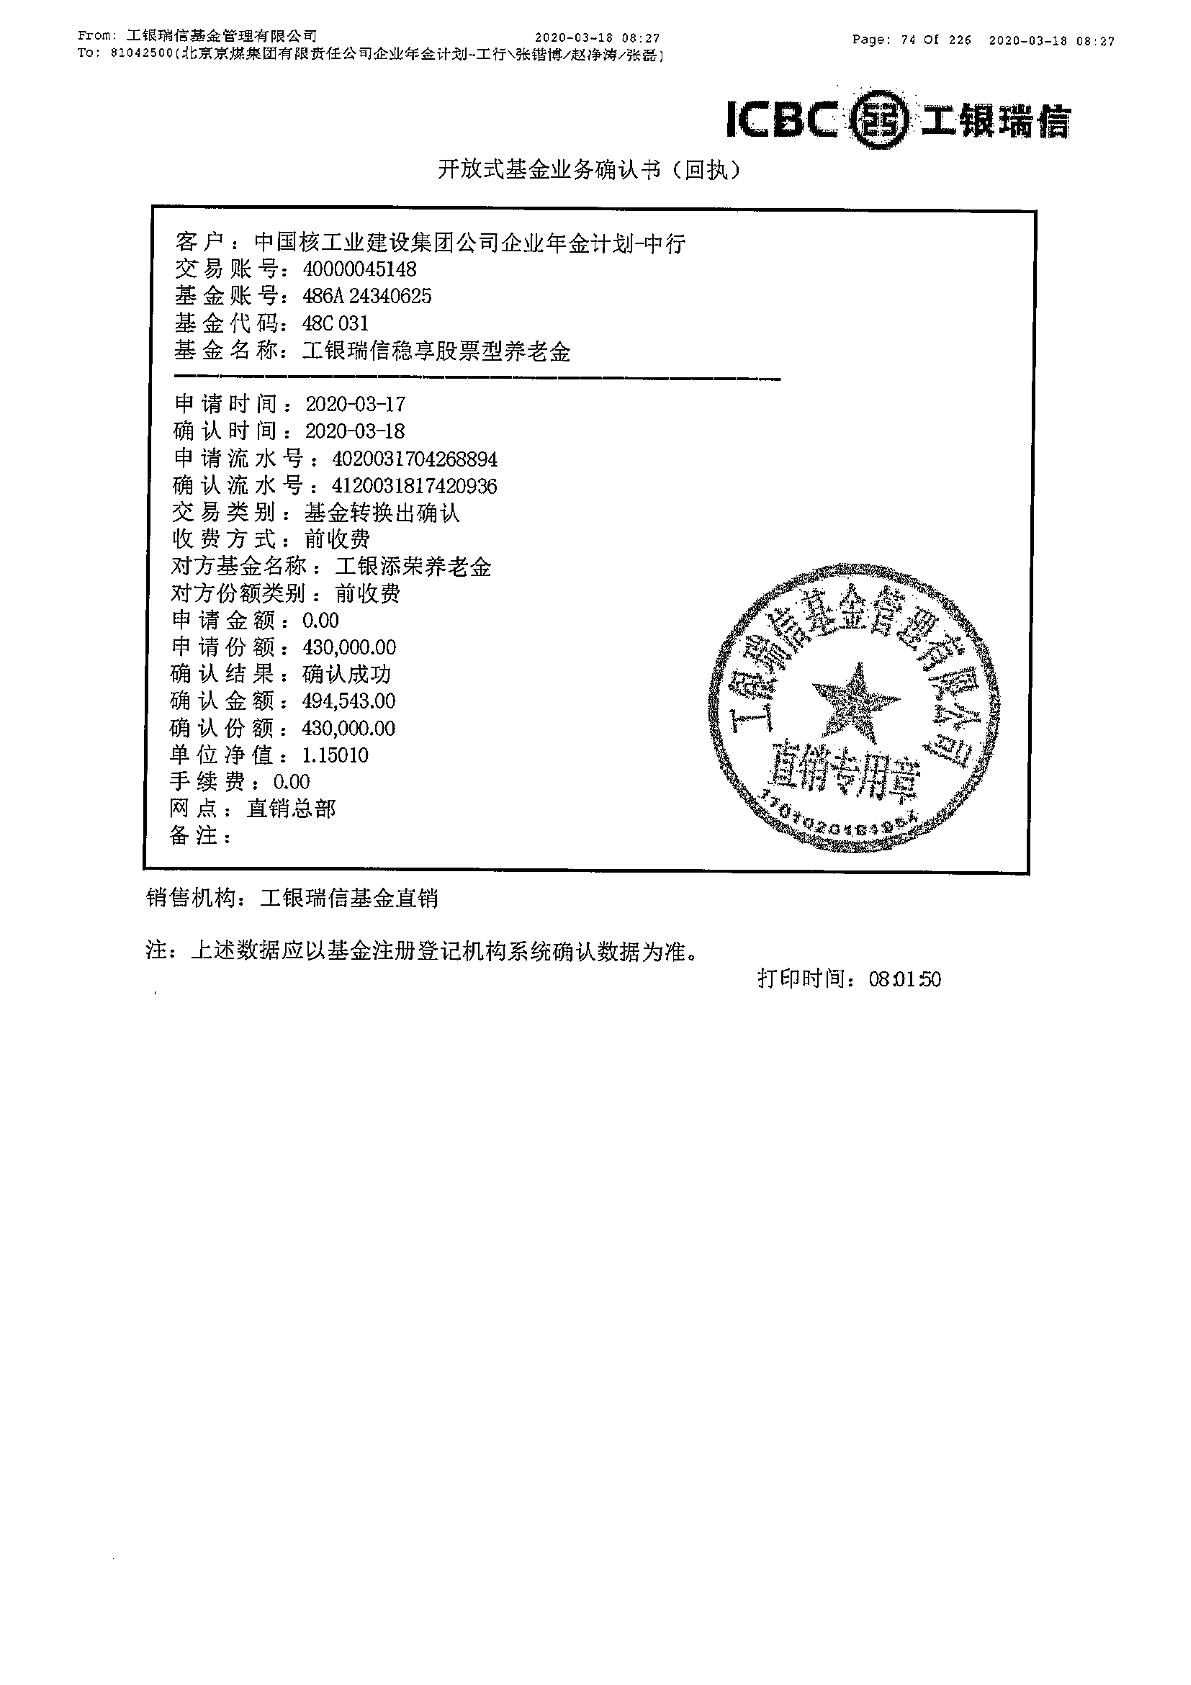 From: 工银瑞信基金管理有限公司 2020-03-18 08:27 Page: 74 Of 226 2020-03-18 08:27
To: 81042500(北京京煤集团有限责任公司企业年金计划-工行\张锴博/赵净涛/张磊)
ICBC 工银瑞信
开放式基金业务确认书（回执）
客户：中国核工业建设集团公司企业年金计划-中行
交易账号：40000045148
基金账号：486A24340625
基金代码：48C031
基金名称：工银瑞信稳享股票型养老金
申请时间：2020-03-17
确认时间：2020-03-18
申请流水号：4020031704268894
确认流水号：4120031817420936
交易类别：基金转换出确认
收费方式：前收费
对方基金名称：工银添荣养老金
对方份额类别：前收费
申请金额：0.00
申请份额：430,000.00
确认结果：确认成功
确认金额：494,543.00
确认份额：430,000.00
单位净值：1.15010
手续费：0.00
网点：直销总部
备注：
工银瑞信基金管理有限公司
直销专用章
销售机构：工银瑞信基金直销
注：上述数据应以基金注册登记机构系统确认数据为准。
打印时间：08:01:50